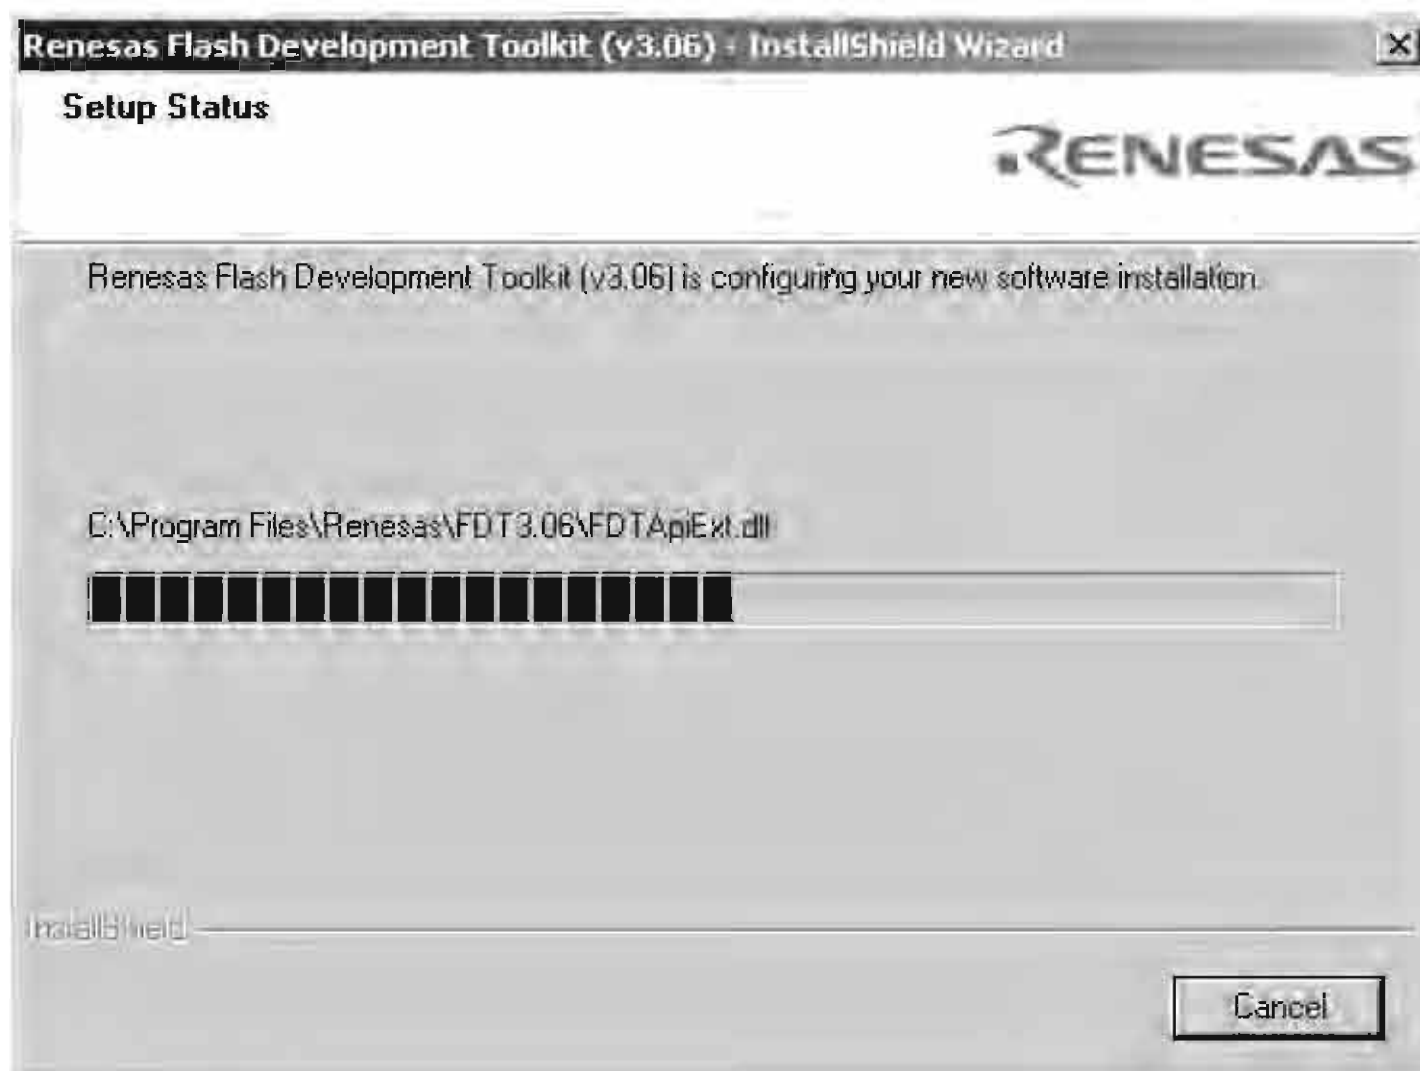 Renesas Flash Development Toolkit (v3.06) - InstallShield Wizard
Setup Status
RENESAS
Renesas Flash Development Toolkit (v3.06) is configuring your new software installation.
C:\Program Files\Renesas\FDT3.06\FDTApiExt.dll
InstallShield
Cancel